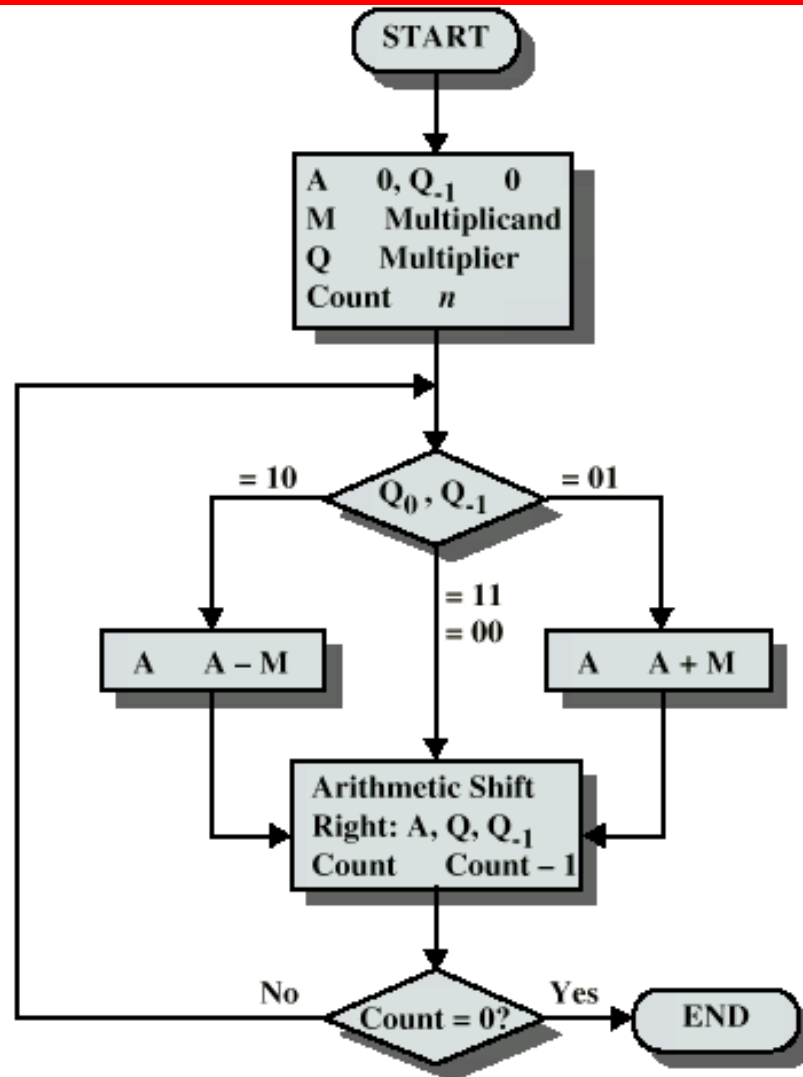 START
A 0, Q-1 0
M Multiplicand
Q Multiplier
Count n
= 10
Q0 , Q-1
= 01
= 11
= 00
A A – M
A A + M
Arithmetic Shift
Right: A, Q, Q-1
Count Count – 1
No
Count = 0?
Yes
END